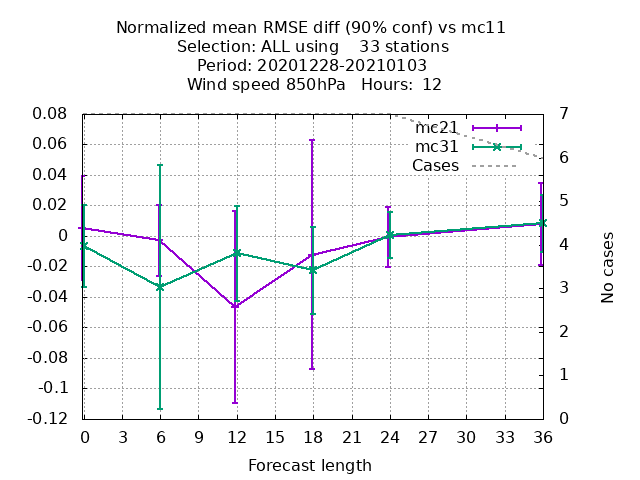 Normalized mean RMSE diff (90% conf) vs mc11
Selection: ALL using    33 stations
Period: 20201228-20210103
Wind speed 850hPa   Hours:  12
mc21
mc31
Cases
0.08
0.06
0.04
0.02
0
-0.02
-0.04
-0.06
-0.08
-0.1
-0.12
7
6
5
4
3
2
1
0
No cases
0 3 6 9 12 15 18 21 24 27 30 33 36
Forecast length